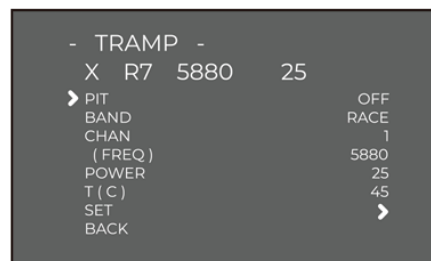 - TRAMP -
X R7 5880 25
PIT OFF
BAND RACE
CHAN 1
( FREQ ) 5880
POWER 25
T ( C ) 45
SET
BACK